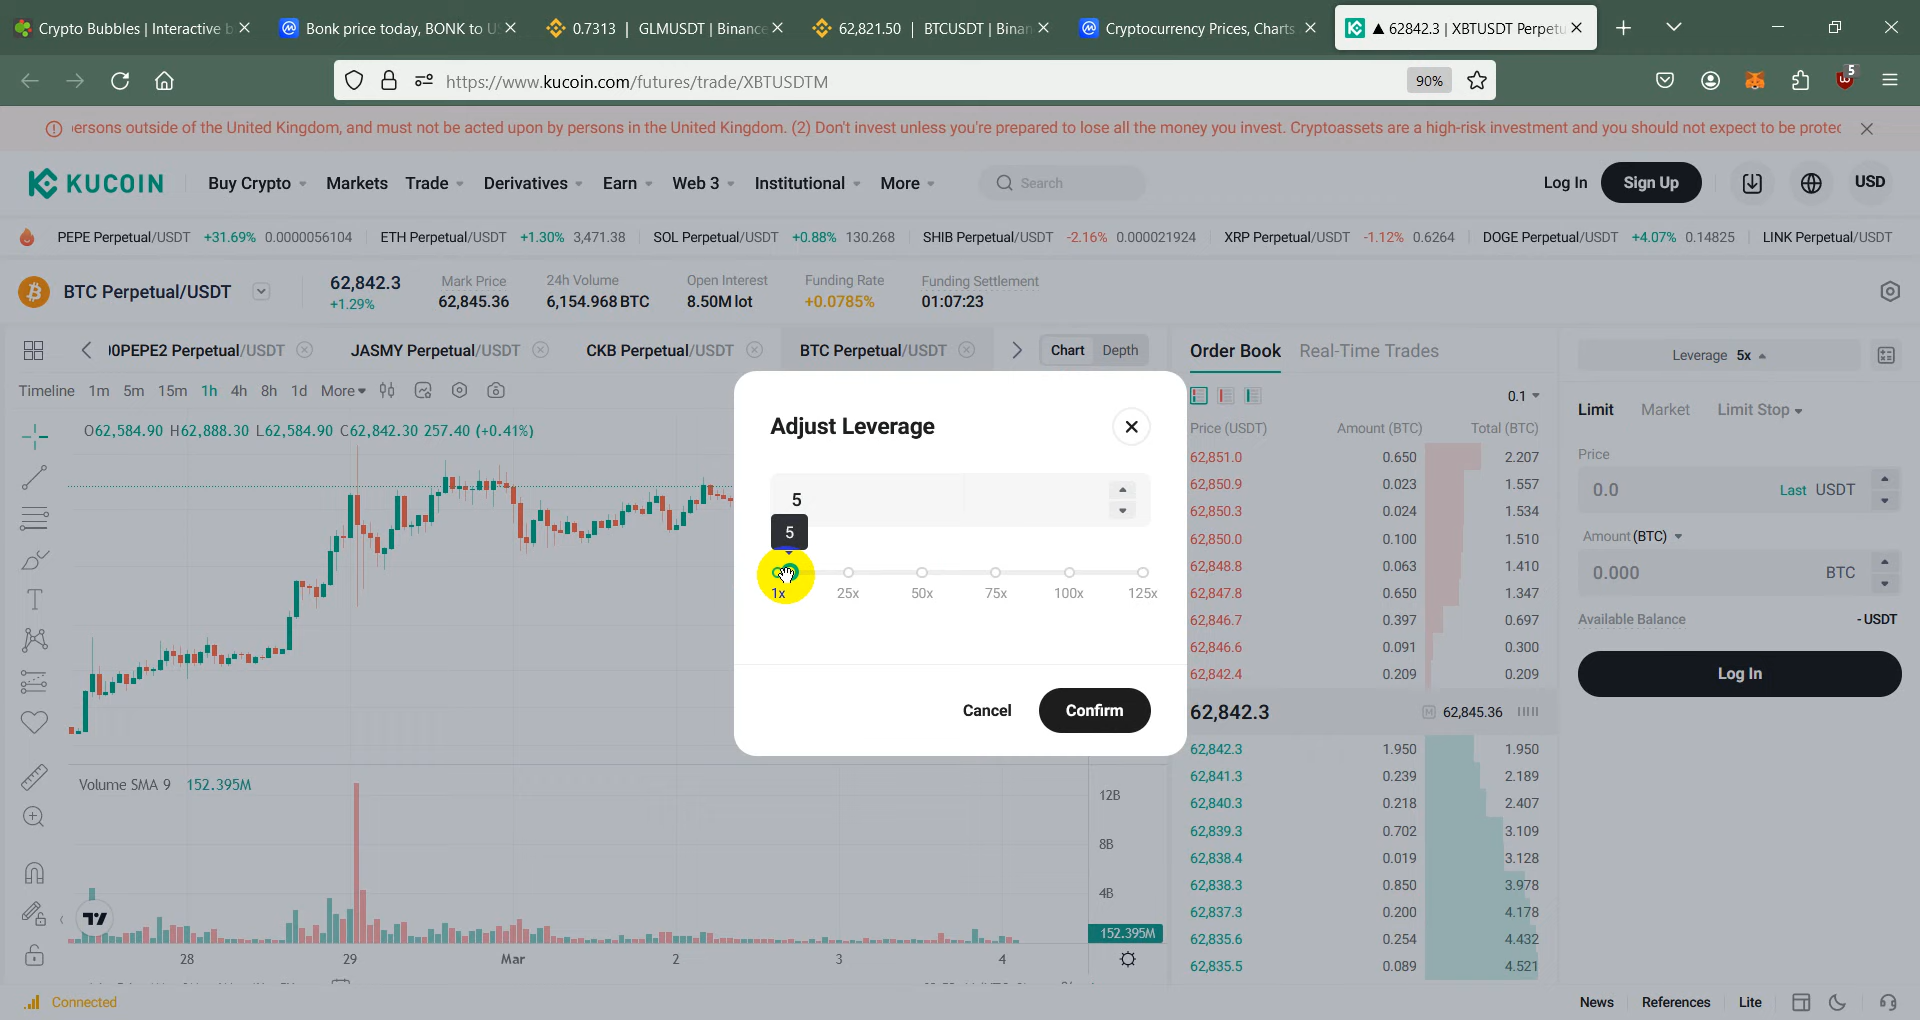 Crypto Bubbles | Interactive b
Bonk price today, BONK to U
0.7313 | GLMUSDT | Binance
62,821.50 | BTCUSDT | Binan
Cryptocurrency Prices, Charts
▲ 62842.3 | XBTUSDT Perpetu
https://www.kucoin.com/futures/trade/XBTUSDTM
90%
5
ersons outside of the United Kingdom, and must not be acted upon by persons in the United Kingdom. (2) Don't invest unless you're prepared to lose all the money you invest. Cryptoassets are a high-risk investment and you should not expect to be protec
KUCOIN
Buy Crypto
Markets
Trade
Derivatives
Earn
Web 3
Institutional
More
Search
Log In
Sign Up
USD
PEPE Perpetual/USDT +31.69% 0.0000056104
ETH Perpetual/USDT +1.30% 3,471.38
SOL Perpetual/USDT +0.88% 130.268
SHIB Perpetual/USDT -2.16% 0.000021924
XRP Perpetual/USDT -1.12% 0.6264
DOGE Perpetual/USDT +4.07% 0.14825
LINK Perpetual/USDT
BTC Perpetual/USDT
62,842.3
+1.29%
Mark Price
62,845.36
24h Volume
6,154.968 BTC
Open Interest
8.50M lot
Funding Rate
+0.0785%
Funding Settlement
01:07:23
00PEPE2 Perpetual/USDT
JASMY Perpetual/USDT
CKB Perpetual/USDT
BTC Perpetual/USDT
Chart
Depth
Timeline 1m 5m 15m 1h 4h 8h 1d More
O62,584.90 H62,888.30 L62,584.90 C62,842.30 257.40 (+0.41%)
Volume SMA 9 152.395M
12B
8B
4B
152.395M
28 29 Mar 2 3 4
Adjust Leverage
5
5
1x 25x 50x 75x 100x 125x
Cancel
Confirm
Order Book
Real-Time Trades
0.1
Price (USDT) Amount (BTC) Total (BTC)
62,851.0 0.650 2.207
62,850.9 0.023 1.557
62,850.3 0.024 1.534
62,850.0 0.100 1.510
62,848.8 0.063 1.410
62,847.8 0.650 1.347
62,846.7 0.397 0.697
62,846.6 0.091 0.300
62,842.4 0.209 0.209
62,842.3 M 62,845.36
62,842.3 1.950 1.950
62,841.3 0.239 2.189
62,840.3 0.218 2.407
62,839.3 0.702 3.109
62,838.4 0.019 3.128
62,838.3 0.850 3.978
62,837.3 0.200 4.178
62,835.6 0.254 4.432
62,835.5 0.089 4.521
Leverage 5x
Limit
Market
Limit Stop
Price
0.0 Last USDT
Amount(BTC)
0.000 BTC
Available Balance - USDT
Log In
Connected
News
References
Lite